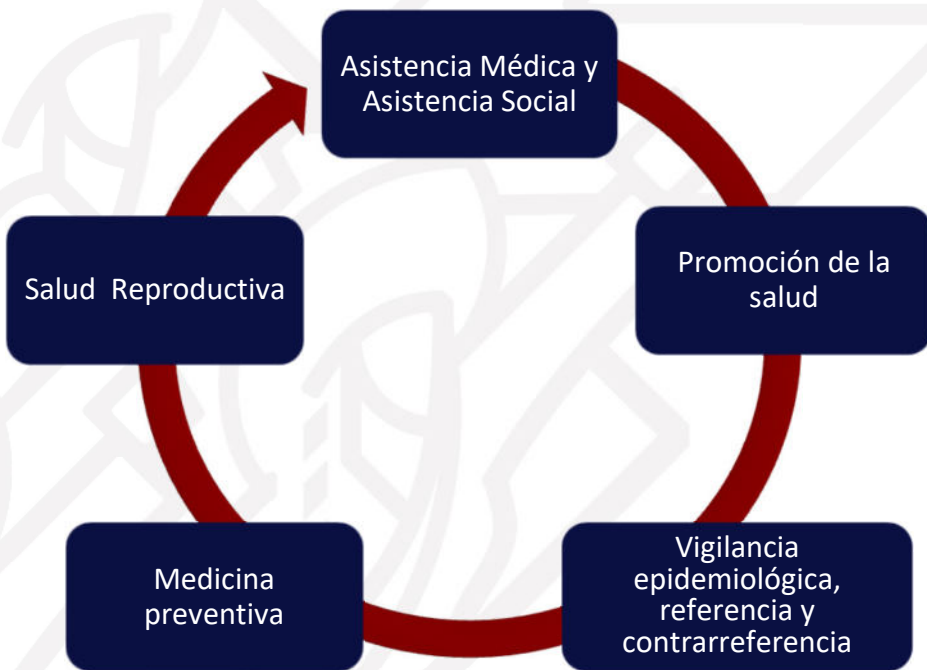 Asistencia Médica y
Asistencia Social
Promoción de la
salud
Vigilancia
epidemiológica,
referencia y
contrarreferencia
Medicina
preventiva
Salud Reproductiva